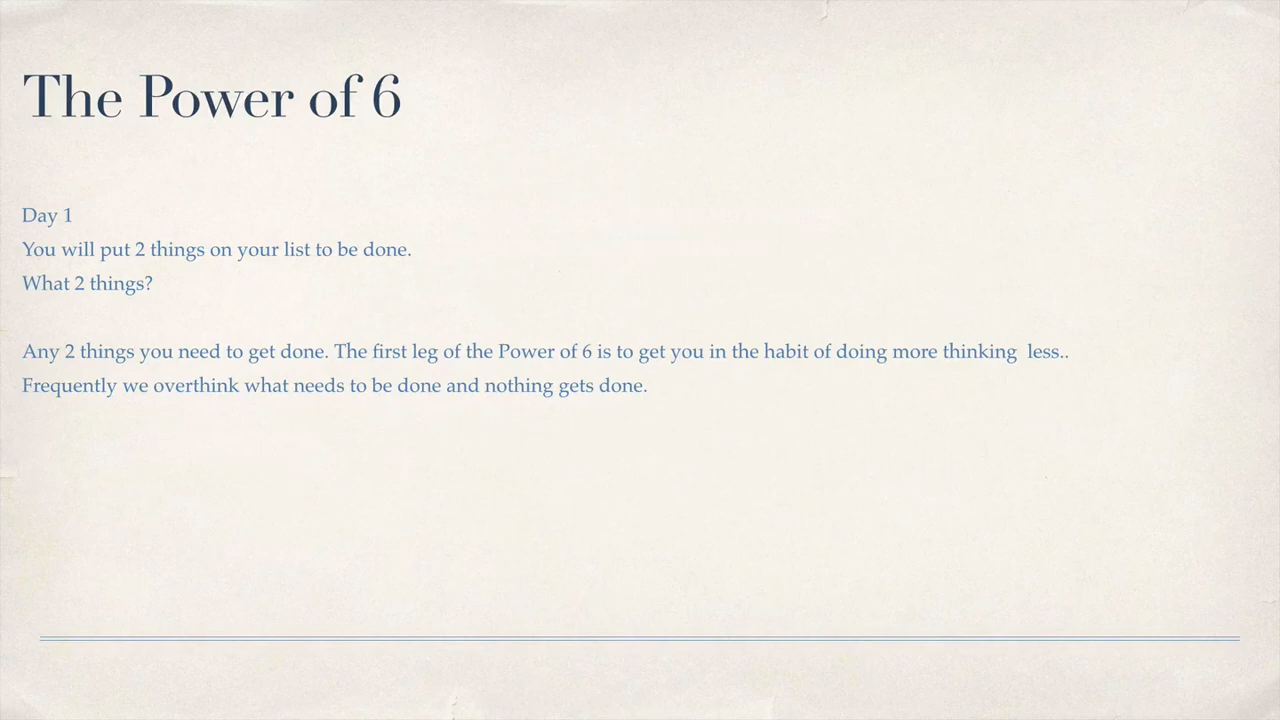 The Power of 6
Day 1
You will put 2 things on your list to be done.
What 2 things?
Any 2 things you need to get done. The first leg of the Power of 6 is to get you in the habit of doing more thinking  less..
Frequently we overthink what needs to be done and nothing gets done.